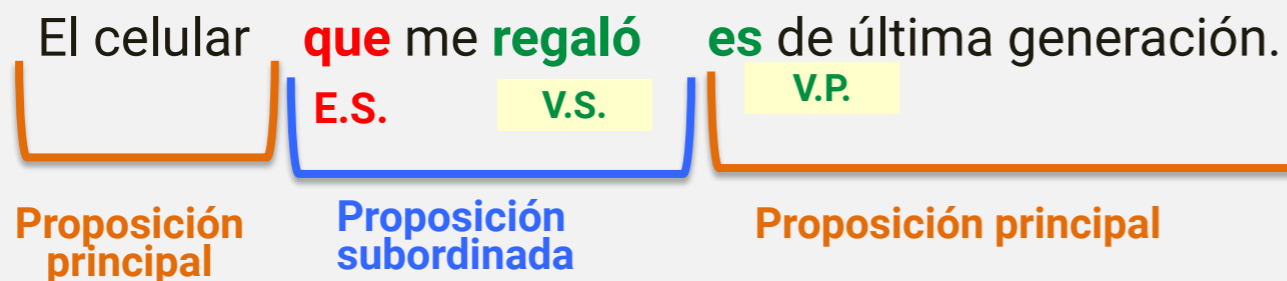 El celular que me regaló es de última generación.
E.S. V.S. V.P.
Proposición principal
Proposición subordinada
Proposición principal